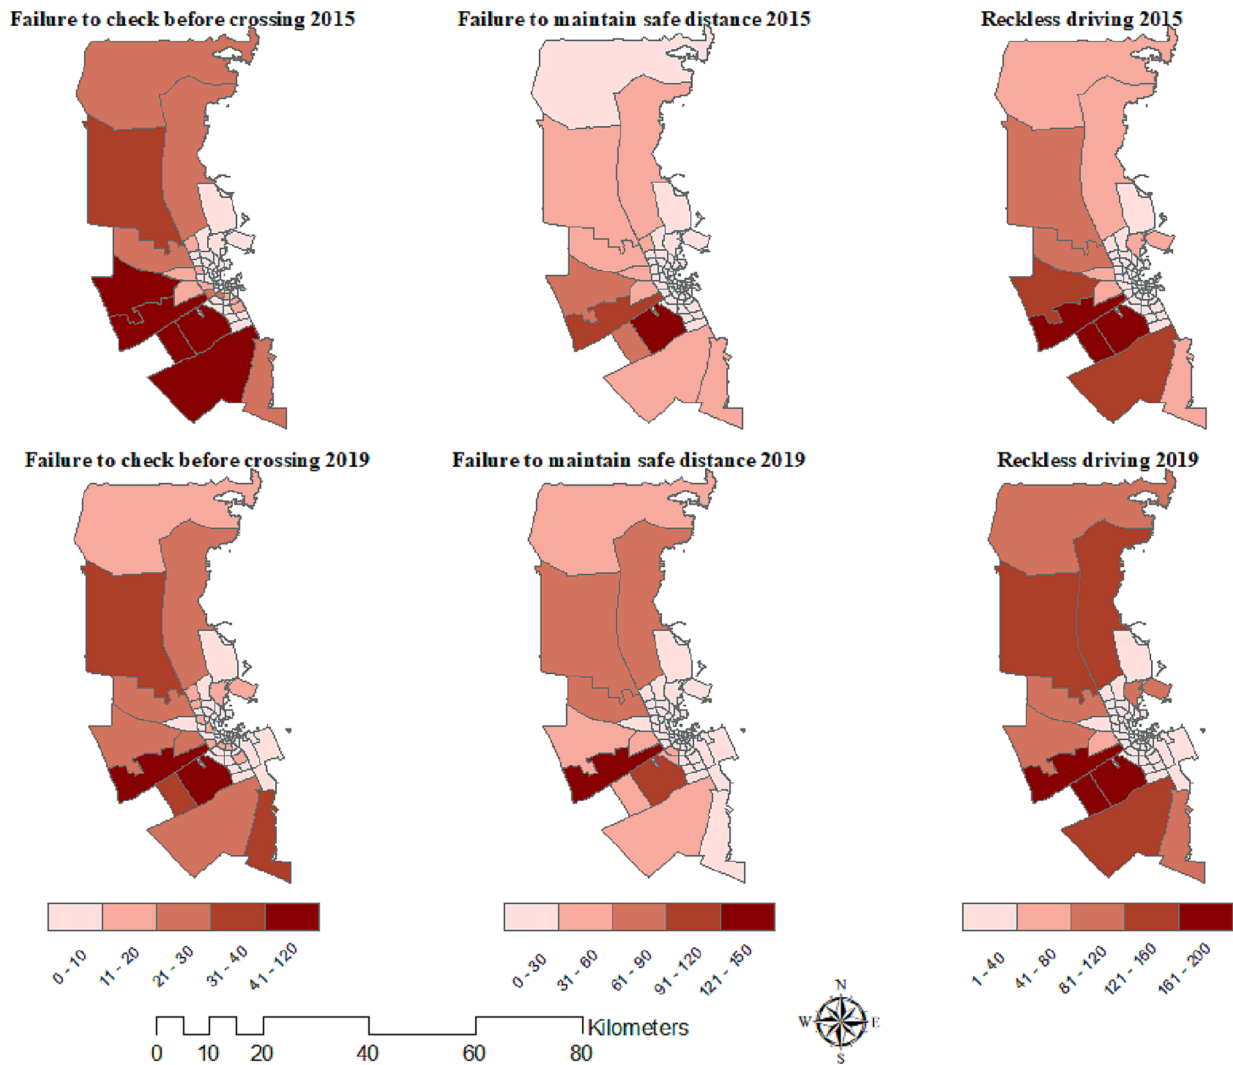 Failure to check before crossing 2015
Failure to maintain safe distance 2015
Reckless driving 2015
Failure to check before crossing 2019
Failure to maintain safe distance 2019
Reckless driving 2019
0 - 10
11 - 20
21 - 30
31 - 40
41 - 120
0 - 30
31 - 60
61 - 90
91 - 120
121 - 150
1 - 40
41 - 80
81 - 120
121 - 160
161 - 200
Kilometers
0 10 20 40 60 80
N
W E
S